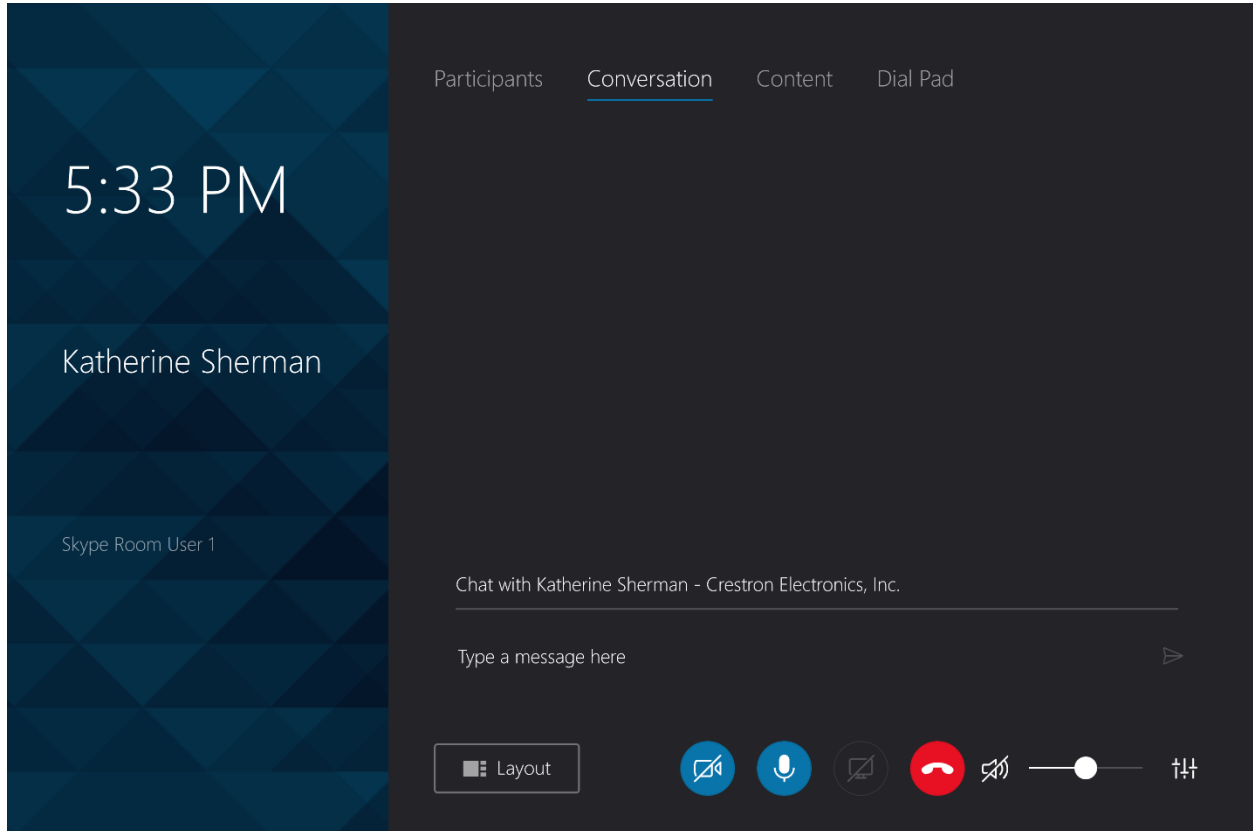 Participants Conversation Content Dial Pad
5:33 PM
Katherine Sherman
Skype Room User 1
Chat with Katherine Sherman - Crestron Electronics, Inc.
Type a message here
Layout